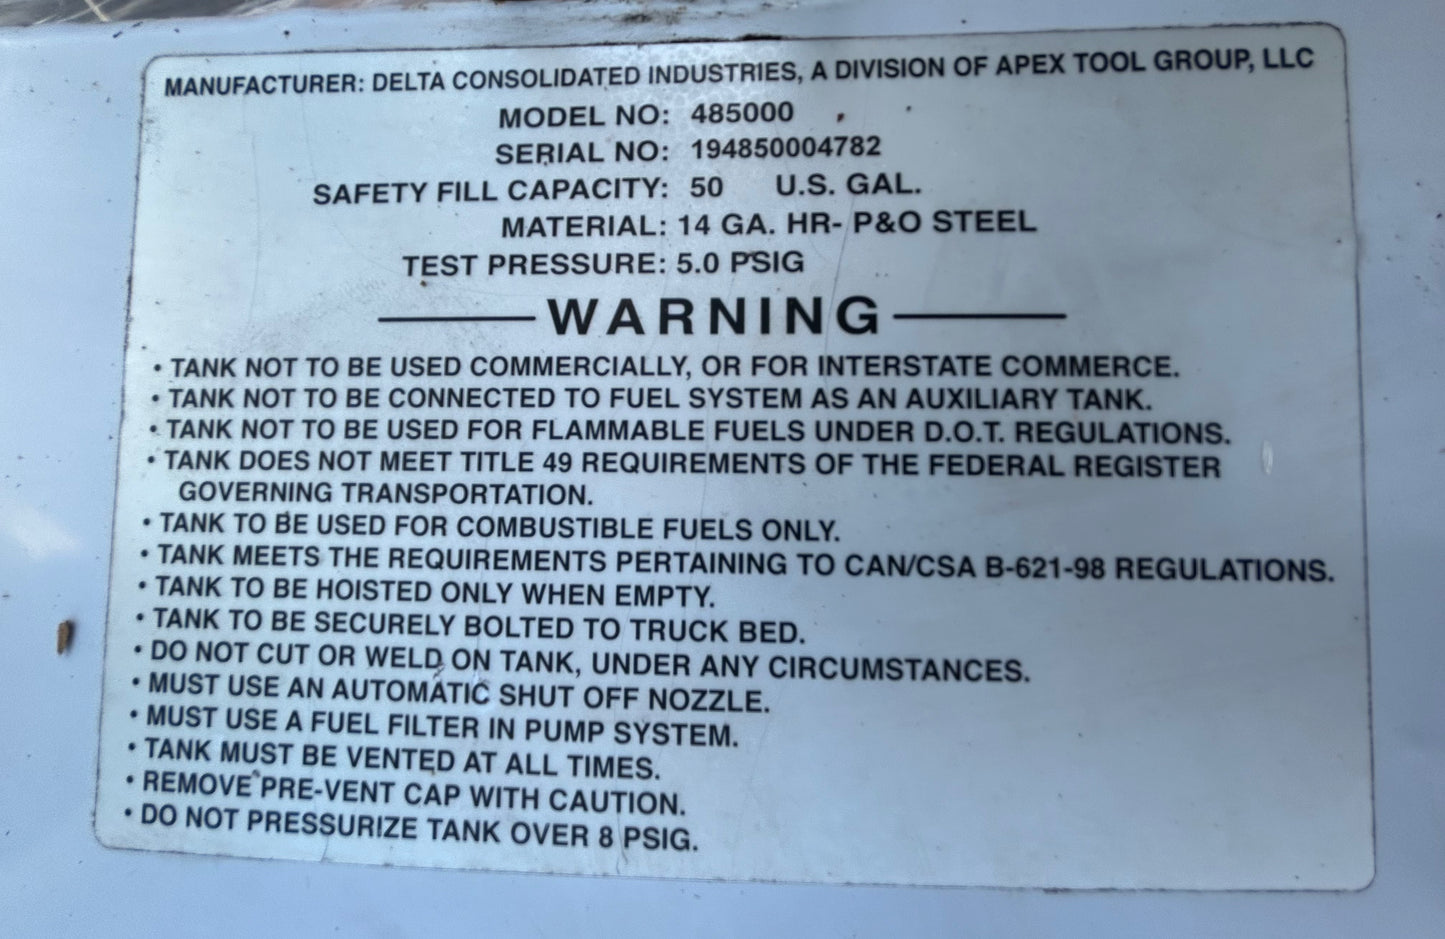 MANUFACTURER: DELTA CONSOLIDATED INDUSTRIES, A DIVISION OF APEX TOOL GROUP, LLC
MODEL NO: 485000
SERIAL NO: 194850004782
SAFETY FILL CAPACITY: 50 U.S. GAL.
MATERIAL: 14 GA. HR- P&O STEEL
TEST PRESSURE: 5.0 PSIG
WARNING
• TANK NOT TO BE USED COMMERCIALLY, OR FOR INTERSTATE COMMERCE.
• TANK NOT TO BE CONNECTED TO FUEL SYSTEM AS AN AUXILIARY TANK.
• TANK NOT TO BE USED FOR FLAMMABLE FUELS UNDER D.O.T. REGULATIONS.
• TANK DOES NOT MEET TITLE 49 REQUIREMENTS OF THE FEDERAL REGISTER
GOVERNING TRANSPORTATION.
• TANK TO BE USED FOR COMBUSTIBLE FUELS ONLY.
• TANK MEETS THE REQUIREMENTS PERTAINING TO CAN/CSA B-621-98 REGULATIONS.
• TANK TO BE HOISTED ONLY WHEN EMPTY.
• TANK TO BE SECURELY BOLTED TO TRUCK BED.
• DO NOT CUT OR WELD ON TANK, UNDER ANY CIRCUMSTANCES.
• MUST USE AN AUTOMATIC SHUT OFF NOZZLE.
• MUST USE A FUEL FILTER IN PUMP SYSTEM.
• TANK MUST BE VENTED AT ALL TIMES.
• REMOVE PRE-VENT CAP WITH CAUTION.
• DO NOT PRESSURIZE TANK OVER 8 PSIG.